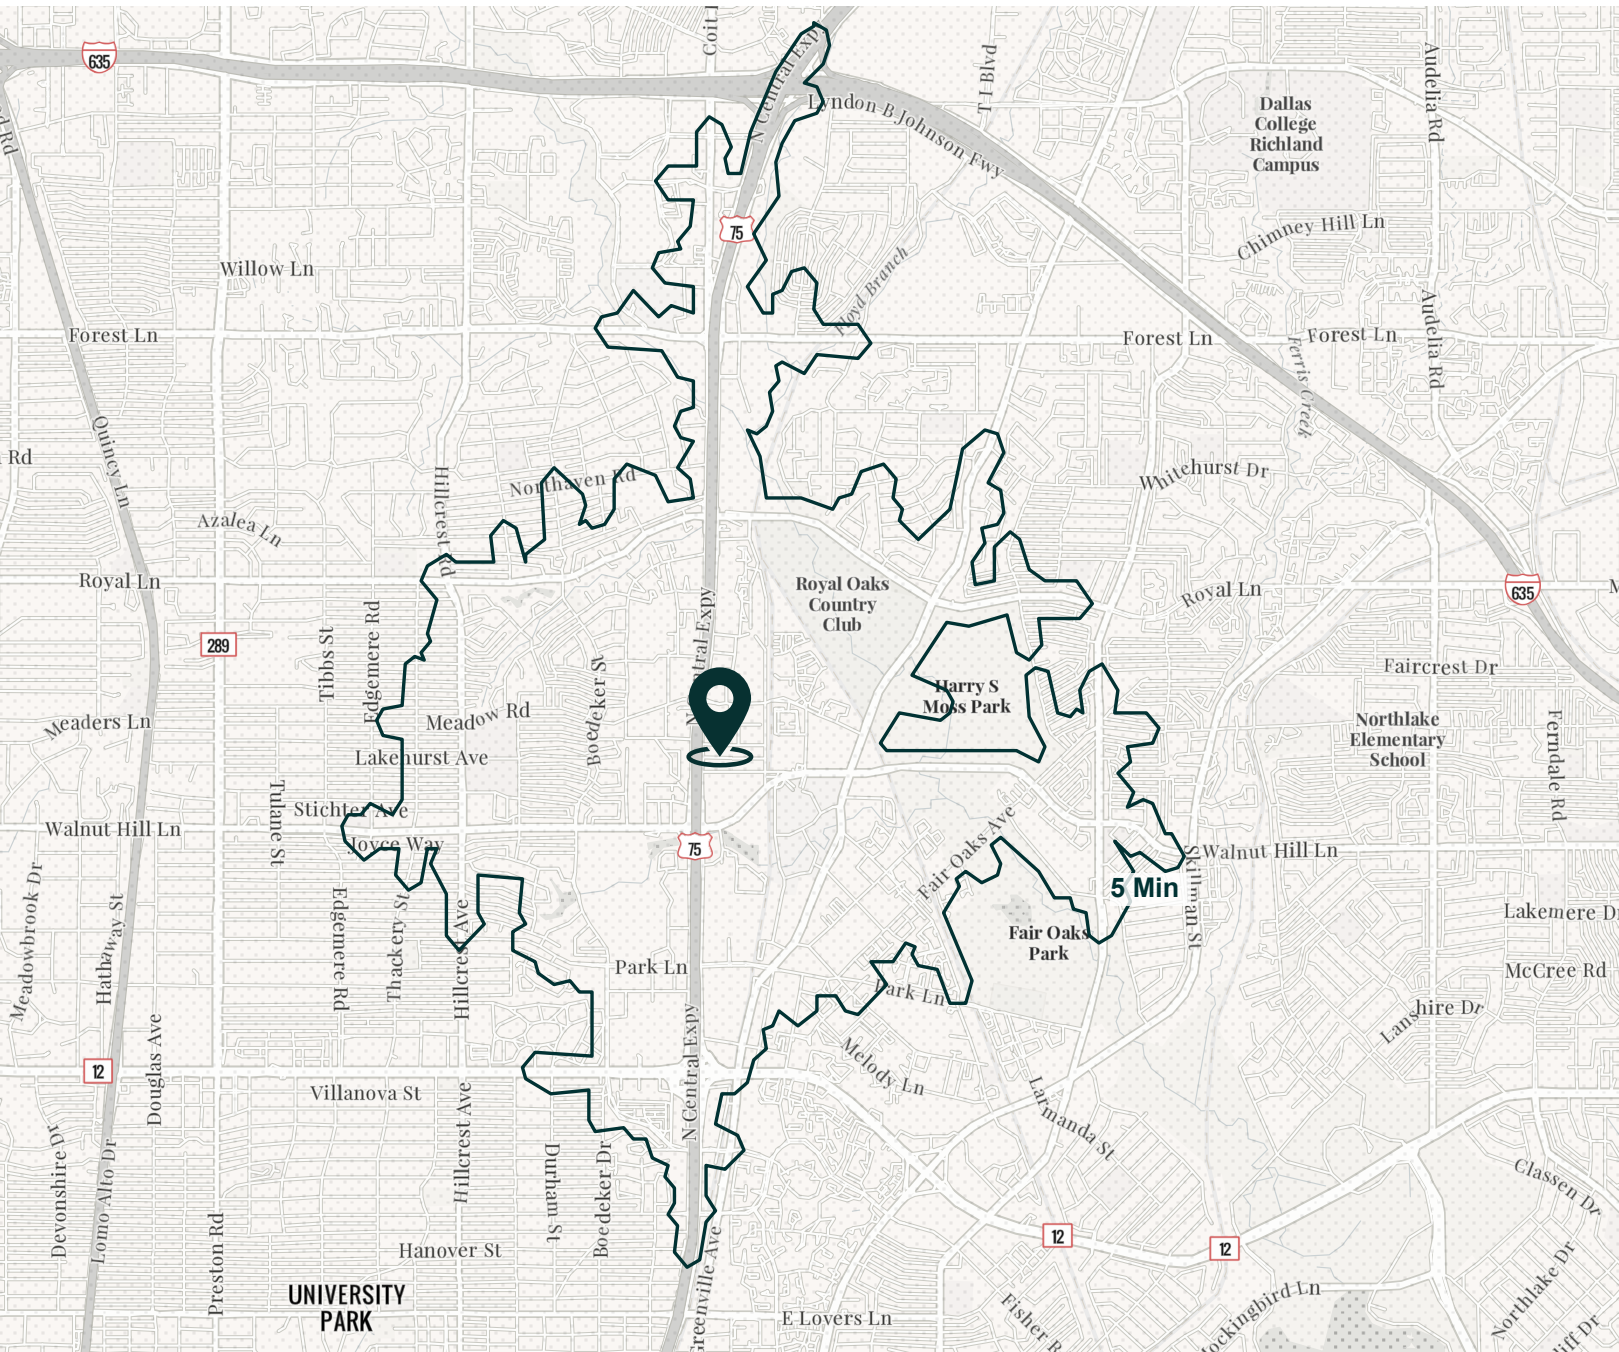 Coit
N Central Exp
635
T I Blvd
Audelia Rd
Lyndon B Johnson Fwy
Dallas
College
Richland
Campus
d Rd
75
Chimney Hill Ln
Willow Ln
Floyd Branch
Audelia Rd
Forest Ln
Forest Ln
Forest Ln
Ferris Creek
Quincy Ln
Rd
Hillcrest Rd
Northaven Rd
Whitehurst Dr
Azalea Ln
Royal Ln
Royal Oaks
Country
Club
Royal Ln
635
M
289
Tibbs St
Edgemere Rd
Boedeker St
N Central Expy
Faircrest Dr
Harry S
Moss Park
Meaders Ln
Meadow Rd
Northlake
Elementary
School
Ferndale Rd
Lakehurst Ave
Tulane St
Stichter Ave
Walnut Hill Ln
Joyce Way
75
Fair Oaks Ave
Walnut Hill Ln
Skillman St
5 Min
Meadowbrook Dr
Hathaway St
Edgemere Rd
Thackery St
Hillcrest Ave
Lakemere D
Fair Oaks
Park
Park Ln
Park Ln
McCree Rd
Lanshire Dr
N Central Expy
Douglas Ave
12
Melody Ln
Villanova St
Larmanda St
Hillcrest Ave
Devonshire Dr
Lomo Alto Dr
Durham St
Boedeker Dr
Classen Dr
Preston Rd
Hanover St
12
12
Greenville Ave
Northlake Dr
UNIVERSITY
PARK
E Lovers Ln
Fisher R
ockingbird Ln
liff Dr